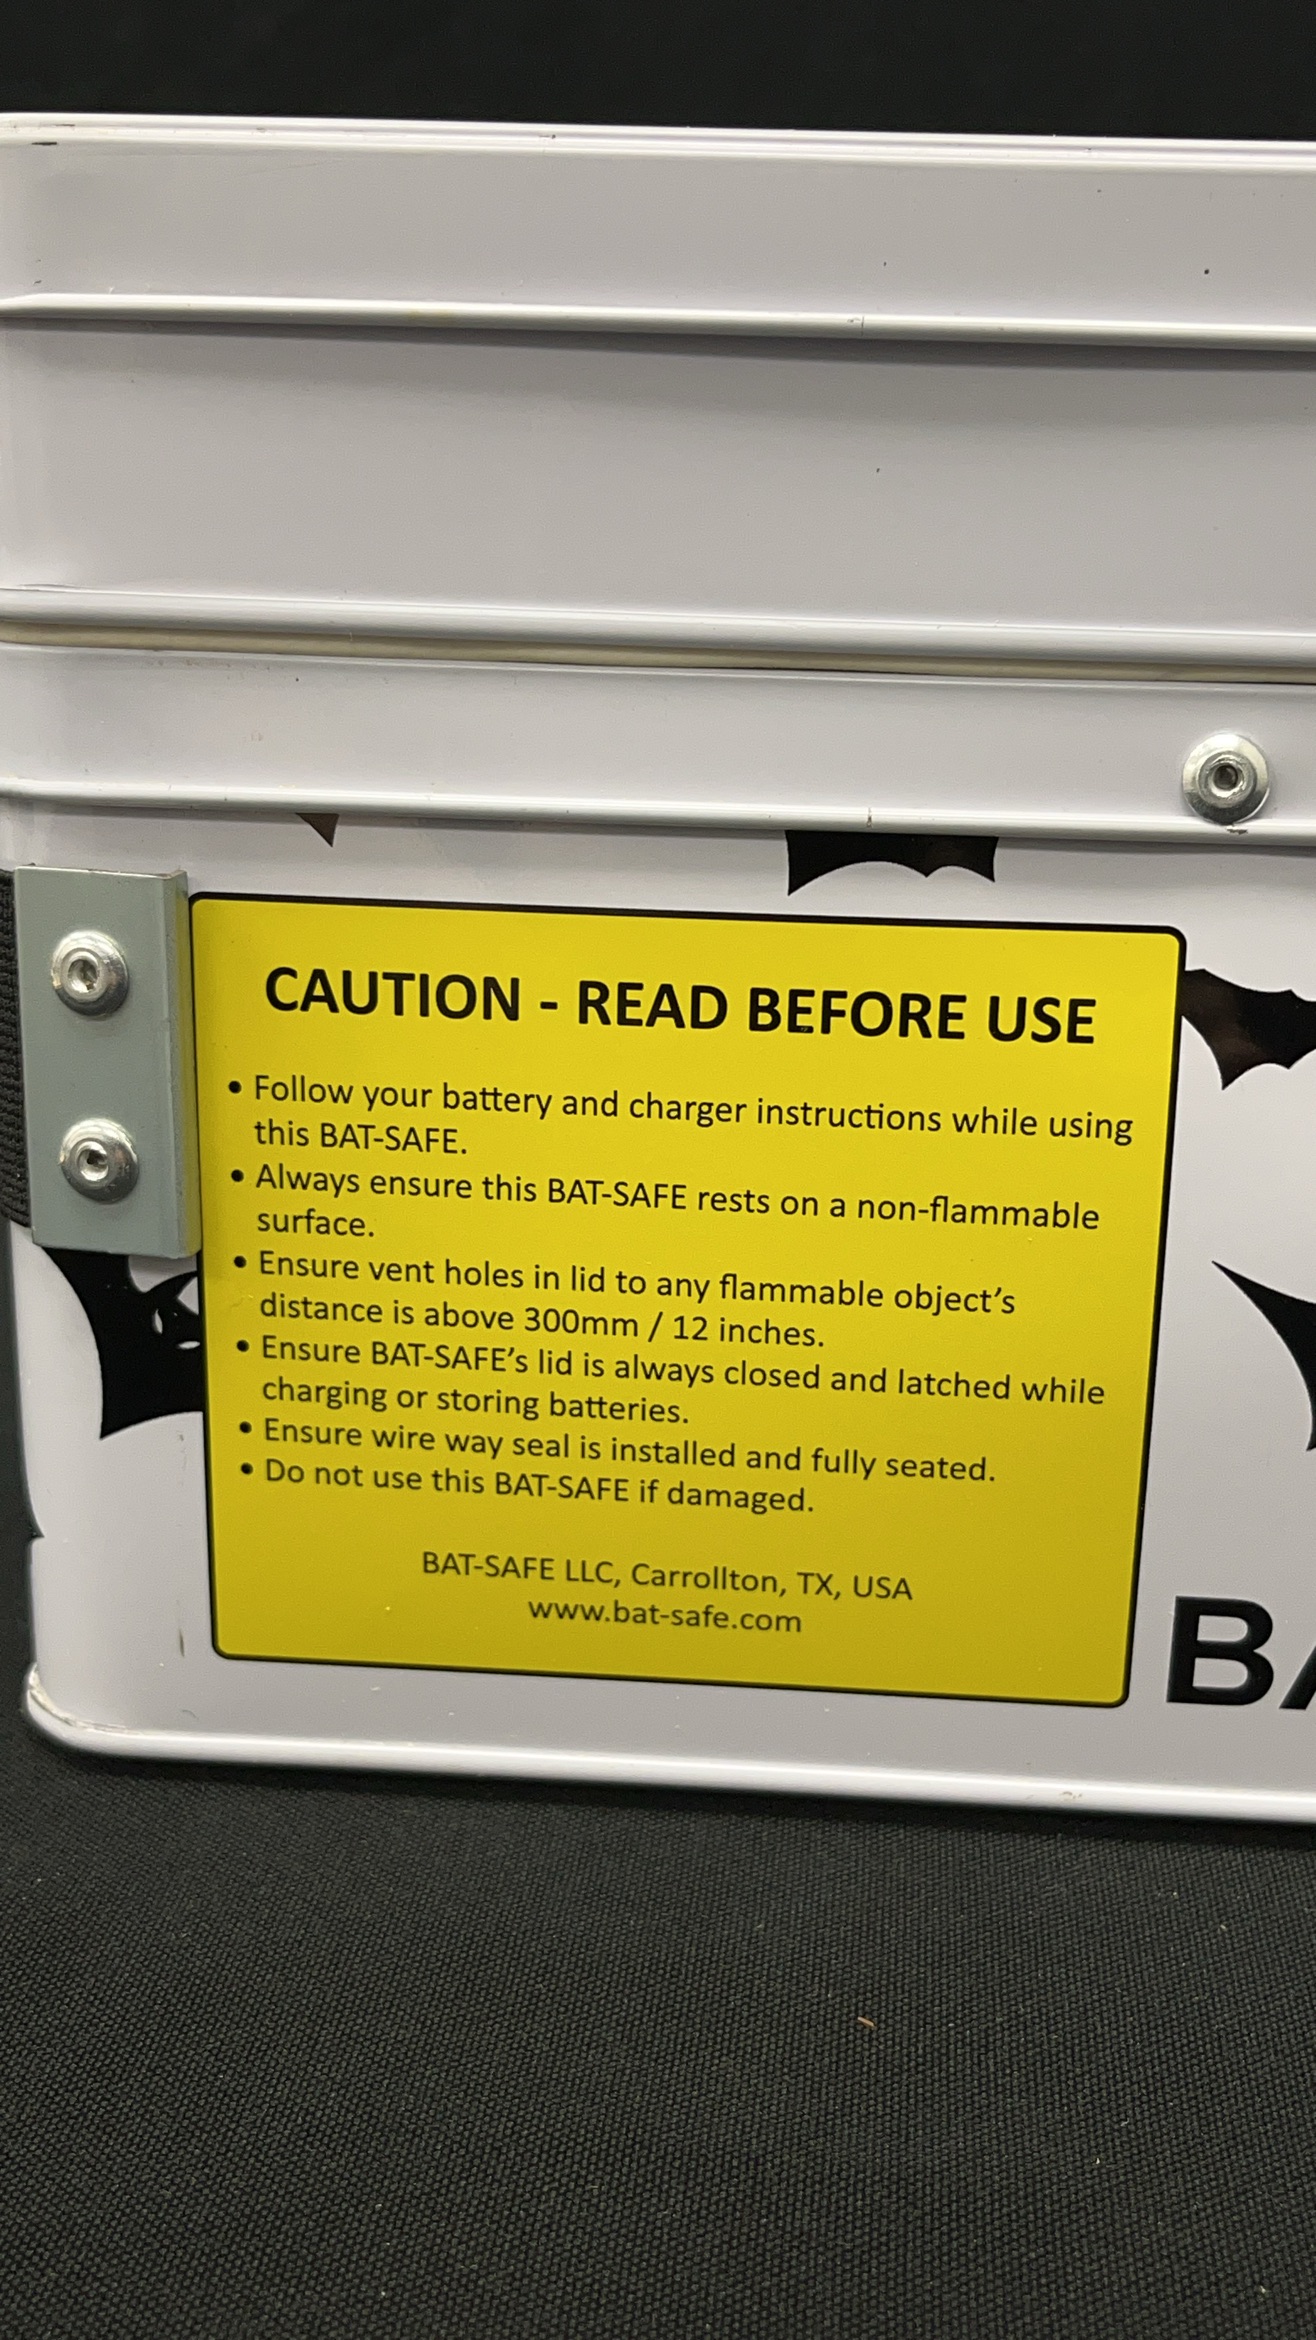 CAUTION - READ BEFORE USE
• Follow your battery and charger instructions while using
this BAT-SAFE.
• Always ensure this BAT-SAFE rests on a non-flammable
surface.
• Ensure vent holes in lid to any flammable object's
distance is above 300mm / 12 inches.
• Ensure BAT-SAFE's lid is always closed and latched while
charging or storing batteries.
• Ensure wire way seal is installed and fully seated.
• Do not use this BAT-SAFE if damaged.
BAT-SAFE LLC, Carrollton, TX, USA
www.bat-safe.com
BA